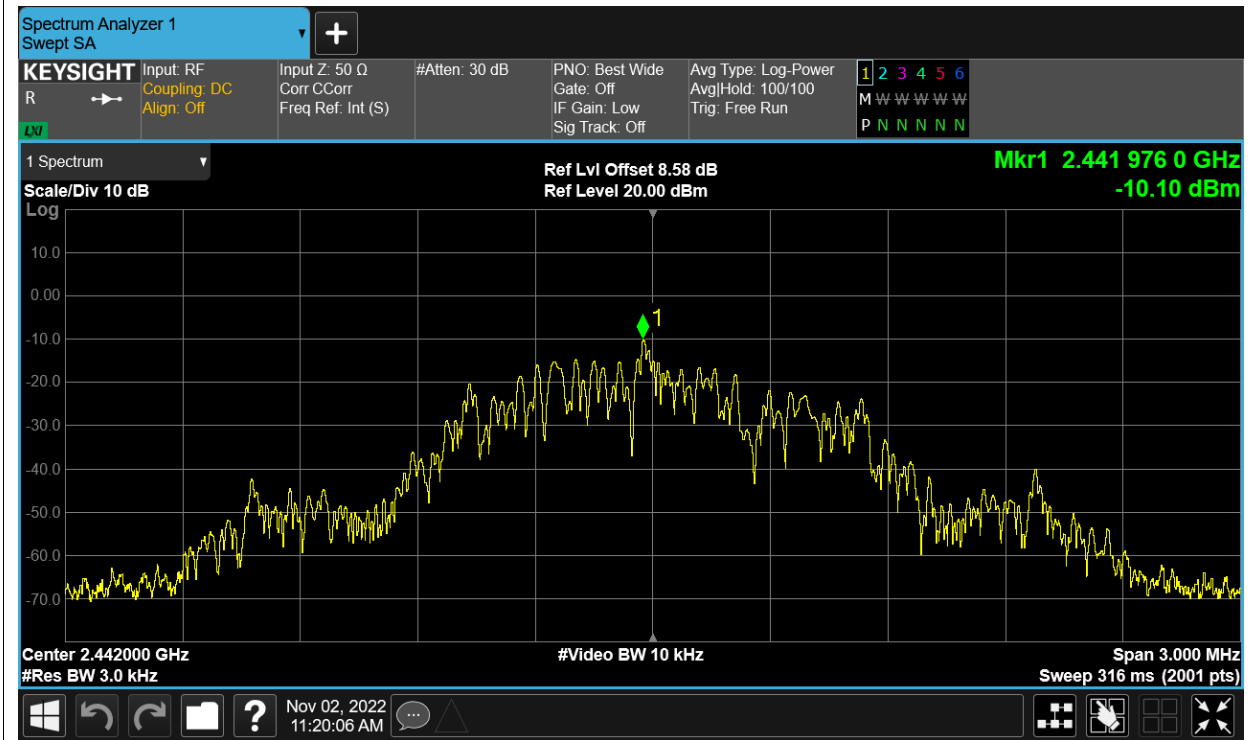 Spectrum Analyzer 1
Swept SA
+
KEYSIGHT
R
LXI
Input: RF
Coupling: DC
Align: Off
Input Z: 50 Ω
Corr CCorr
Freq Ref: Int (S)
#Atten: 30 dB
PNO: Best Wide
Gate: Off
IF Gain: Low
Sig Track: Off
Avg Type: Log-Power
Avg|Hold: 100/100
Trig: Free Run
1 2 3 4 5 6
M W W W W W
P N N N N N
1 Spectrum
Scale/Div 10 dB
Log
Ref Lvl Offset 8.58 dB
Ref Level 20.00 dBm
Mkr1 2.441 976 0 GHz
-10.10 dBm
10.0
0.00
-10.0
-20.0
-30.0
-40.0
-50.0
-60.0
-70.0
1
Center 2.442000 GHz
#Res BW 3.0 kHz
#Video BW 10 kHz
Span 3.000 MHz
Sweep 316 ms (2001 pts)
?
Nov 02, 2022
11:20:06 AM